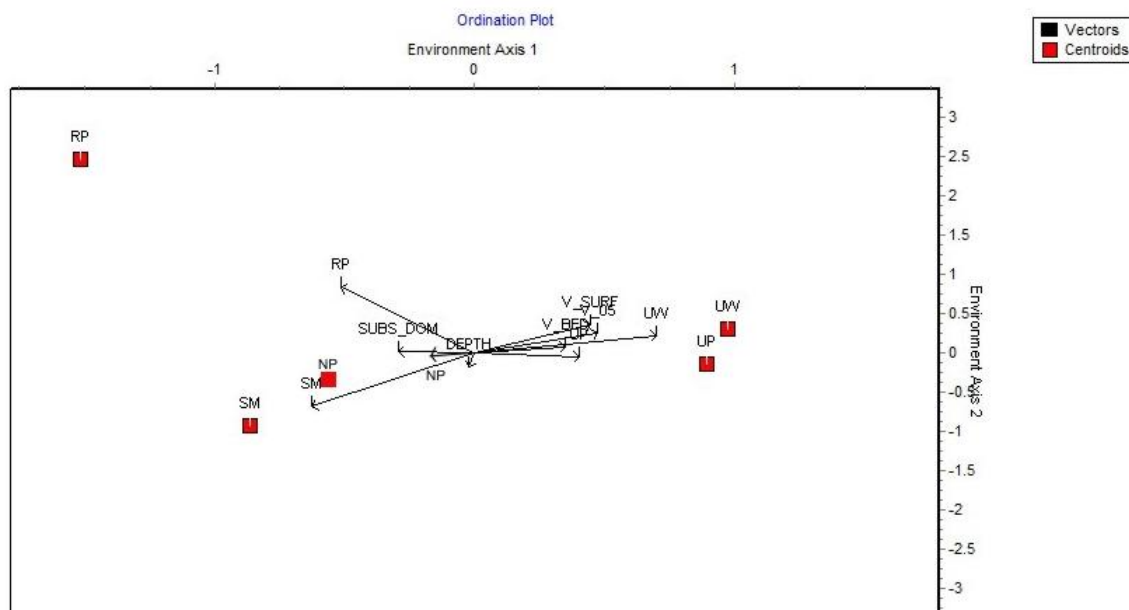 Ordination Plot
Vectors
Centroids
Environment Axis 1
-1 0 1
RP
RP
SUBS_DOM
DEPTH
NP
NP
SM
SM
V_SURF
V_05
V_BED
UP
UW
UW
UP
3
2.5
2
1.5
1
0.5
0
-0.5
-1
-1.5
-2
-2.5
-3
Environment Axis 2